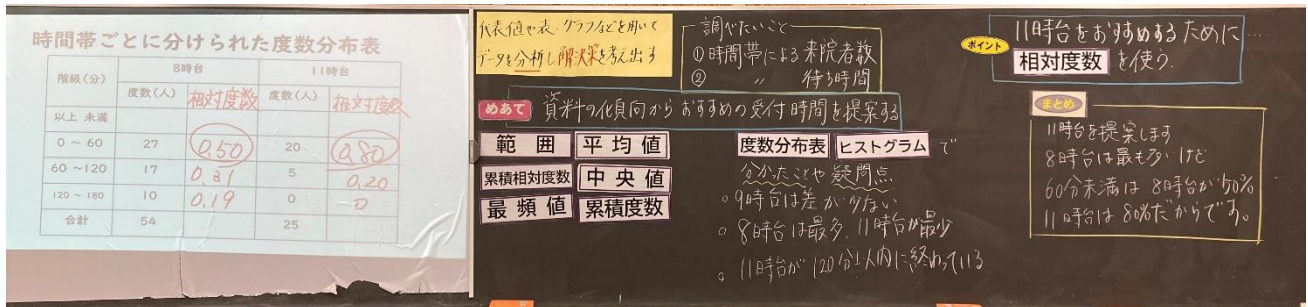 時間帯ごとに分けられた度数分布表
階級(分) 8時台 11時台
度数(人) 相対度数 度数(人) 相対度数
以上 未満
0 ~ 60 27 0.50 20 0.80
60 ~120 17 0.31 5 0.20
120 ~ 180 10 0.19 0 0
合計 54 25
代表値や表、グラフなどを用いて
データを分析し解決策を考え出す
調べたいこと
①時間帯による来院者数
② 〃 待ち時間
めあて 資料の傾向からおすすめの受付時間を提案する
範囲 平均値
累積相対度数 中央値
最頻値 累積度数
度数分布表 ヒストグラム で
分かったことや疑問点
○9時台は差が少ない
○8時台は最多、11時台が最少
○11時台が120分以内に終わっている
ポイント 11時台をおすすめするために……
相対度数 を使う.
まとめ
11時台を提案します
8時台は最も多いけど
60分未満は8時台が50%
11時台は80%だからです。